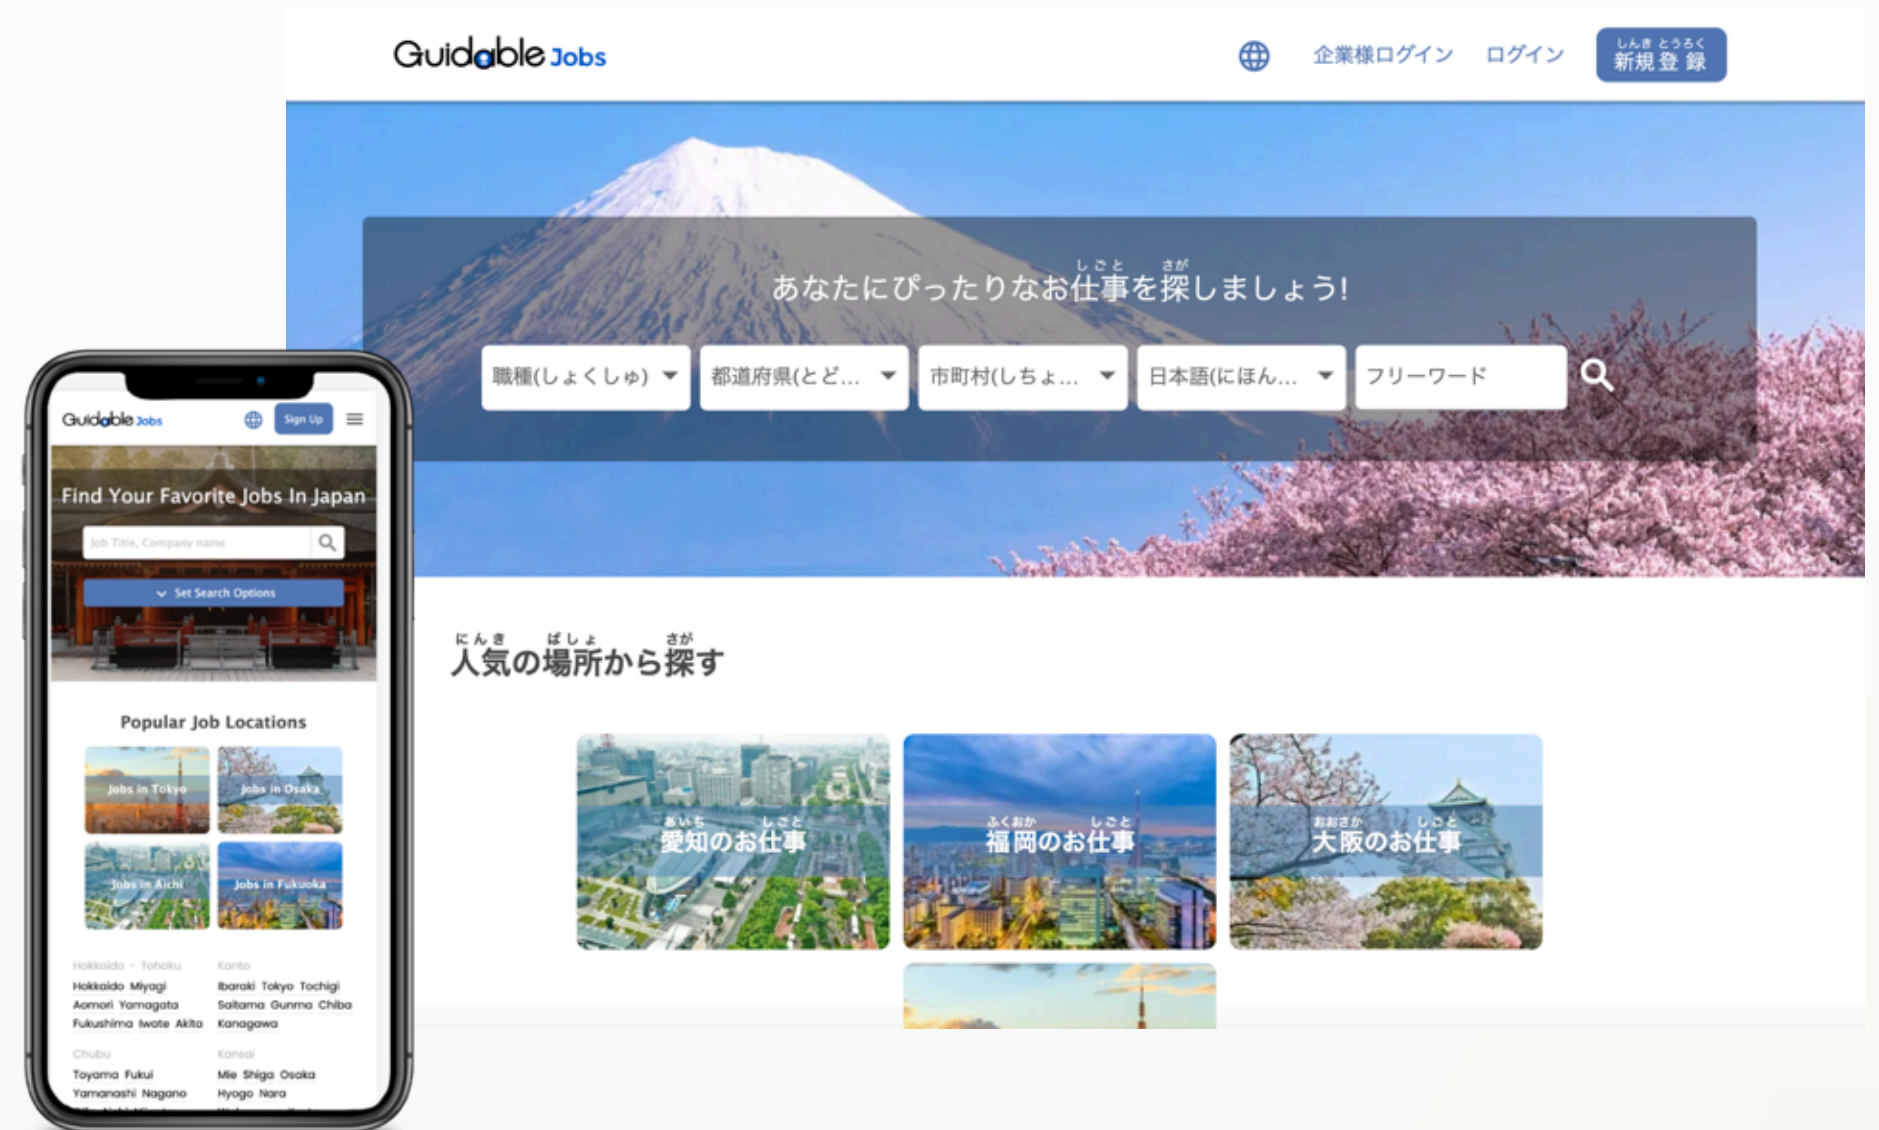 Guidable Jobs
企業様ログイン
ログイン
しんき とうろく
新規登録
しごと さが
あなたにぴったりなお仕事を探しましょう!
職種(しょくしゅ)
都道府県(とど...
市町村(しちょ...
日本語(にほん...
フリーワード
にんき ばしょ さが
人気の場所から探す
あいち しごと
愛知のお仕事
ふくおか しごと
福岡のお仕事
おおさか しごと
大阪のお仕事
Guidable Jobs
Sign Up
Find Your Favorite Jobs In Japan
Job Title, Company name
Set Search Options
Popular Job Locations
Jobs in Tokyo
Jobs in Osaka
Jobs in Aichi
Jobs in Fukuoka
Hokkaido・Tohoku
Hokkaido Miyagi
Aomori Yamagata
Fukushima Iwate Akita
Kanto
Ibaraki Tokyo Tochigi
Saitama Gunma Chiba
Kanagawa
Chubu
Toyama Fukui
Yamanashi Nagano
Kansai
Mie Shiga Osaka
Hyogo Nara